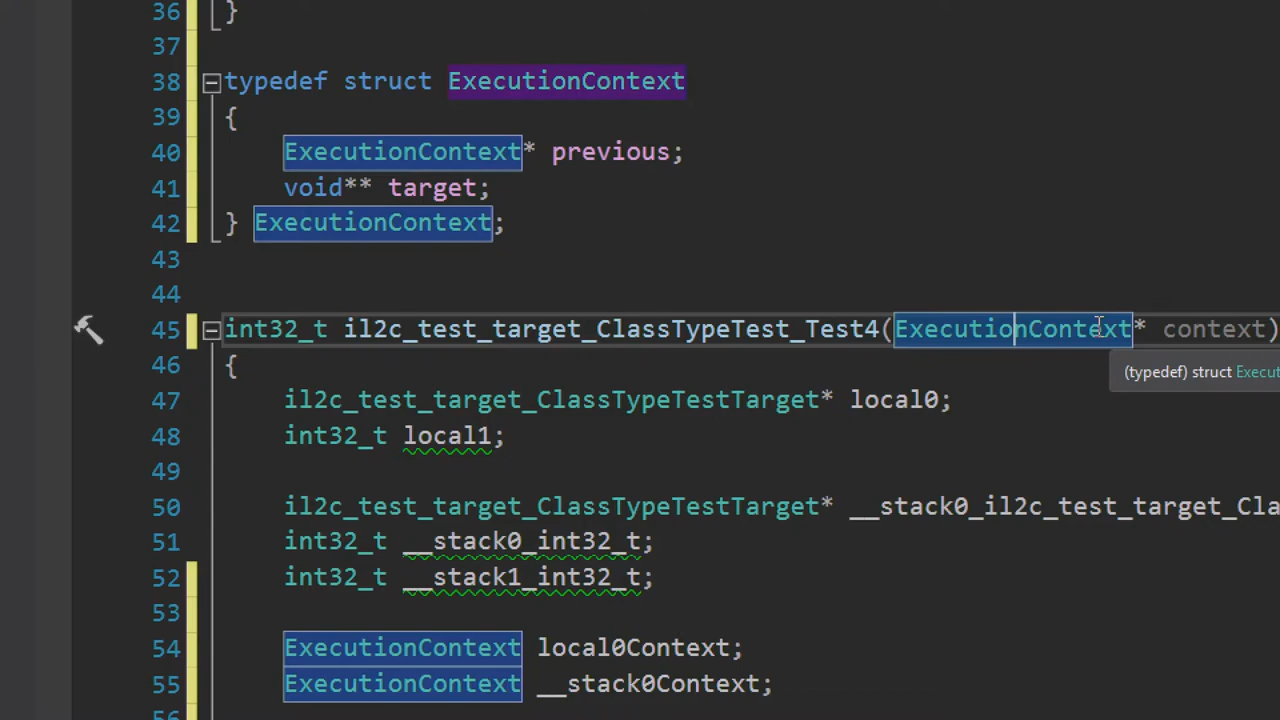 36 }
37
38 typedef struct ExecutionContext
39 {
40 ExecutionContext* previous;
41 void** target;
42 } ExecutionContext;
43
44
45 int32_t il2c_test_target_ClassTypeTest_Test4(ExecutionContext* context)
46 {
(typedef) struct Execut
47 il2c_test_target_ClassTypeTestTarget* local0;
48 int32_t local1;
49
50 il2c_test_target_ClassTypeTestTarget* __stack0_il2c_test_target_Cla
51 int32_t __stack0_int32_t;
52 int32_t __stack1_int32_t;
53
54 ExecutionContext local0Context;
55 ExecutionContext __stack0Context;
56